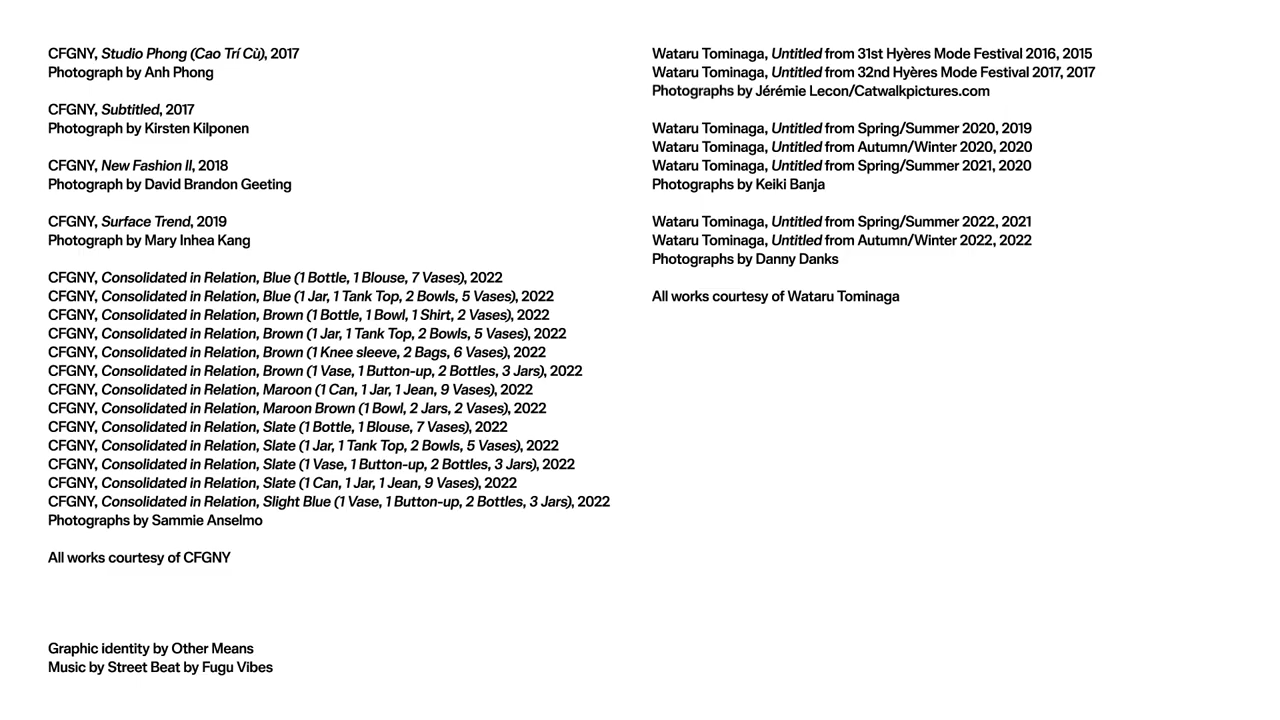 CFGNY, Studio Phong (Cao Trí Cù), 2017
Photograph by Anh Phong
CFGNY, Subtitled, 2017
Photograph by Kirsten Kilponen
CFGNY, New Fashion II, 2018
Photograph by David Brandon Geeting
CFGNY, Surface Trend, 2019
Photograph by Mary Inhea Kang
CFGNY, Consolidated in Relation, Blue (1 Bottle, 1 Blouse, 7 Vases), 2022
CFGNY, Consolidated in Relation, Blue (1 Jar, 1 Tank Top, 2 Bowls, 5 Vases), 2022
CFGNY, Consolidated in Relation, Brown (1 Bottle, 1 Bowl, 1 Shirt, 2 Vases), 2022
CFGNY, Consolidated in Relation, Brown (1 Jar, 1 Tank Top, 2 Bowls, 5 Vases), 2022
CFGNY, Consolidated in Relation, Brown (1 Knee sleeve, 2 Bags, 6 Vases), 2022
CFGNY, Consolidated in Relation, Brown (1 Vase, 1 Button-up, 2 Bottles, 3 Jars), 2022
CFGNY, Consolidated in Relation, Maroon (1 Can, 1 Jar, 1 Jean, 9 Vases), 2022
CFGNY, Consolidated in Relation, Maroon Brown (1 Bowl, 2 Jars, 2 Vases), 2022
CFGNY, Consolidated in Relation, Slate (1 Bottle, 1 Blouse, 7 Vases), 2022
CFGNY, Consolidated in Relation, Slate (1 Jar, 1 Tank Top, 2 Bowls, 5 Vases), 2022
CFGNY, Consolidated in Relation, Slate (1 Vase, 1 Button-up, 2 Bottles, 3 Jars), 2022
CFGNY, Consolidated in Relation, Slate (1 Can, 1 Jar, 1 Jean, 9 Vases), 2022
CFGNY, Consolidated in Relation, Slight Blue (1 Vase, 1 Button-up, 2 Bottles, 3 Jars), 2022
Photographs by Sammie Anselmo
All works courtesy of CFGNY
Graphic identity by Other Means
Music by Street Beat by Fugu Vibes
Wataru Tominaga, Untitled from 31st Hyères Mode Festival 2016, 2015
Wataru Tominaga, Untitled from 32nd Hyères Mode Festival 2017, 2017
Photographs by Jérémie Lecon/Catwalkpictures.com
Wataru Tominaga, Untitled from Spring/Summer 2020, 2019
Wataru Tominaga, Untitled from Autumn/Winter 2020, 2020
Wataru Tominaga, Untitled from Spring/Summer 2021, 2020
Photographs by Keiki Banja
Wataru Tominaga, Untitled from Spring/Summer 2022, 2021
Wataru Tominaga, Untitled from Autumn/Winter 2022, 2022
Photographs by Danny Danks
All works courtesy of Wataru Tominaga